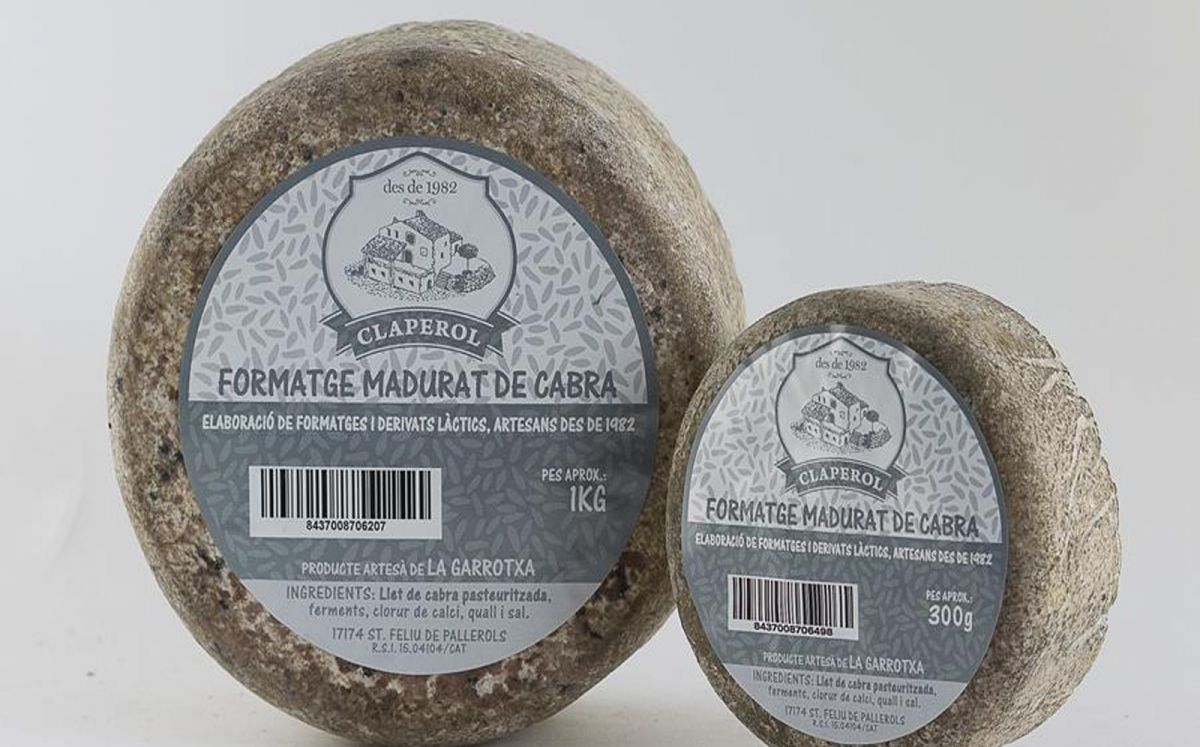 des de 1982
CLAPEROL
FORMATGE MADURAT DE CABRA
ELABORACIÓ DE FORMATGES I DERIVATS LÀCTICS, ARTESANS DES DE 1982
PES APROX.:
1KG
8437008706207
PRODUCTE ARTESÀ DE LA GARROTXA
INGREDIENTS: Llet de cabra pasteuritzada,
ferments, clorur de calci, quall i sal.
17174 ST. FELIU DE PALLEROLS
R.S.I. 15.04104/CAT
des de 1982
CLAPEROL
FORMATGE MADURAT DE CABRA
ELABORACIÓ DE FORMATGES I DERIVATS LÀCTICS, ARTESANS DES DE 1982
PES APROX.:
300g
8437008706498
PRODUCTE ARTESÀ DE LA GARROTXA
INGREDIENTS: Llet de cabra pasteuritzada,
ferments, clorur de calci, quall i sal.
17174 ST. FELIU DE PALLEROLS
R.S.I. 15.04104/CAT